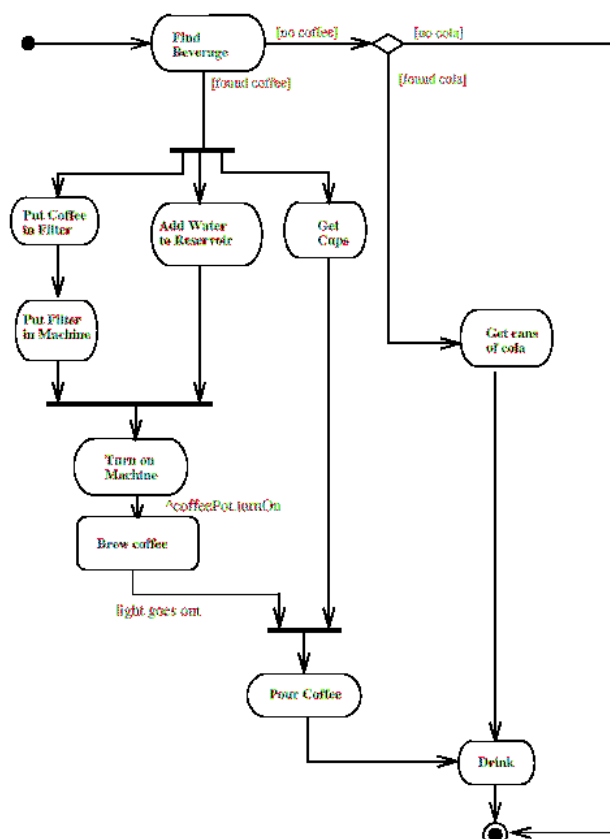 Find
Beverage
[no coffee]
[no cola]
[found coffee]
[found cola]
Put Coffee
in Filter
Add Water
to Reservoir
Get
Cups
Put Filter
in Machine
Get cans
of cola
Turn on
Machine
^coffeePot.turnOn
Brew coffee
light goes out
Pour Coffee
Drink